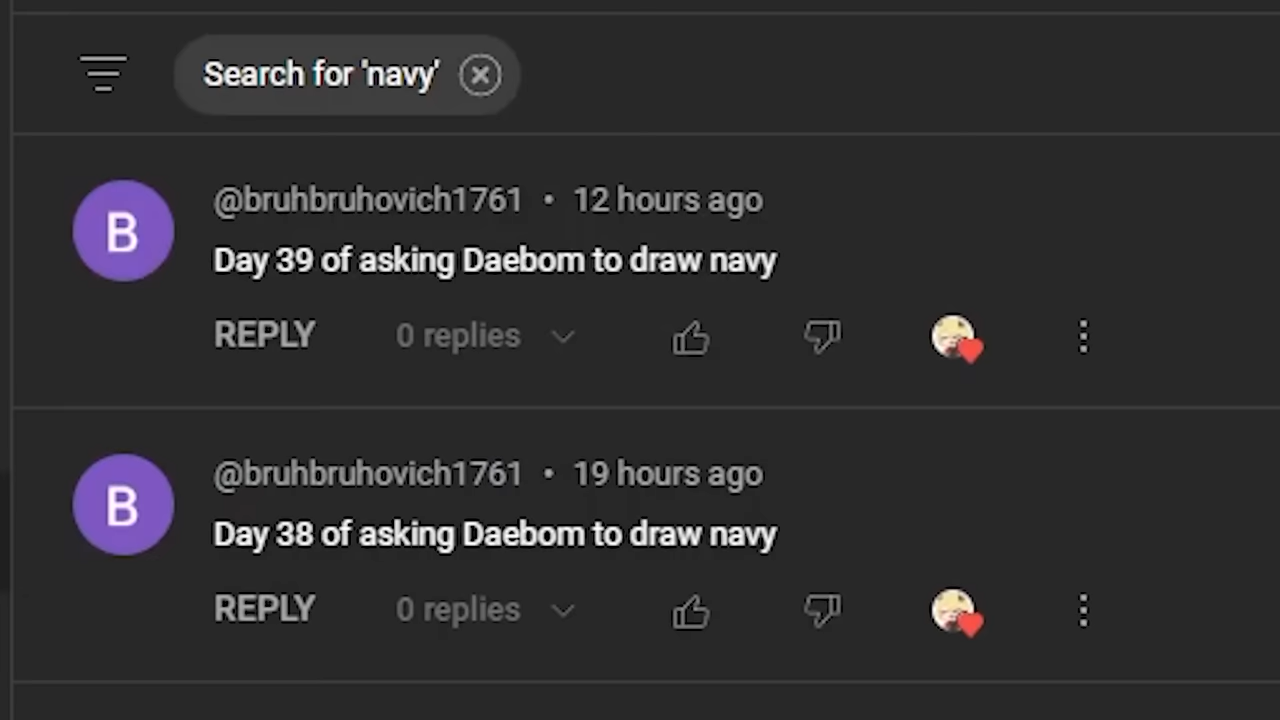 Search for 'navy'
B
@bruhbruhovich1761 • 12 hours ago
Day 39 of asking Daebom to draw navy
REPLY 0 replies
B
@bruhbruhovich1761 • 19 hours ago
Day 38 of asking Daebom to draw navy
REPLY 0 replies